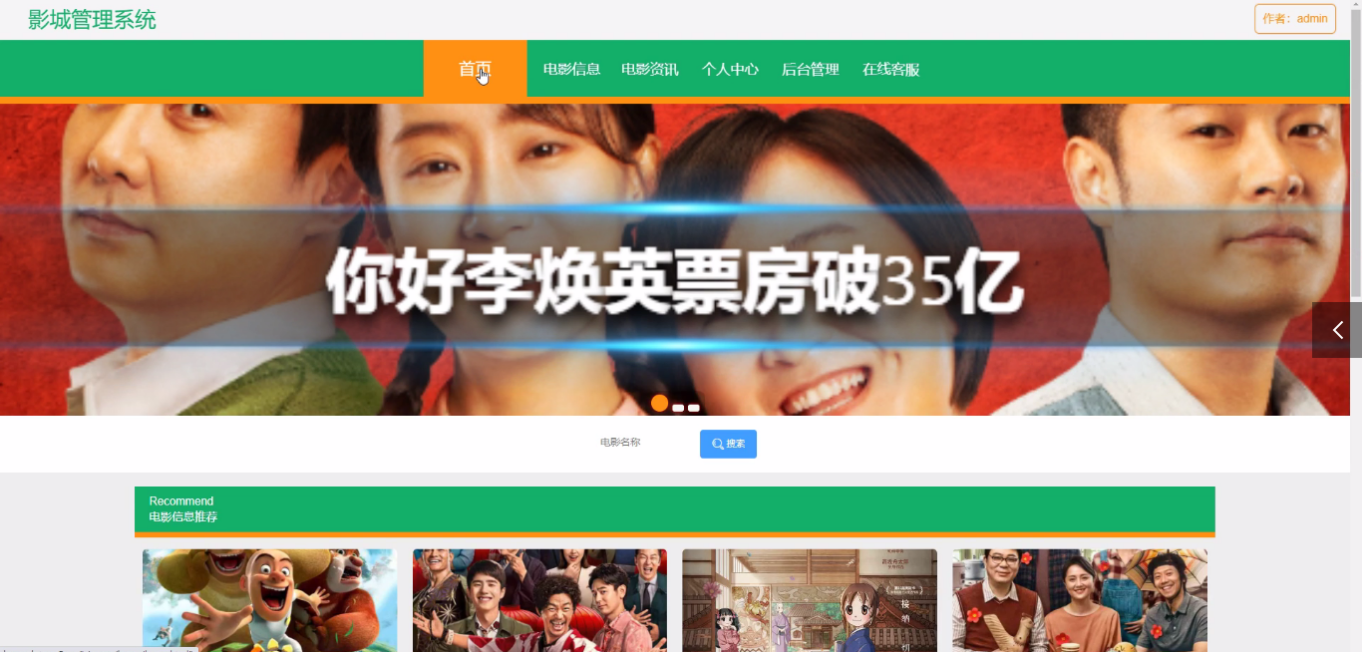 影城管理系统
作者：admin
首页
电影信息
电影资讯
个人中心
后台管理
在线客服
你好李焕英票房破35亿
电影名称
搜索
Recommend
电影信息推荐
接纳